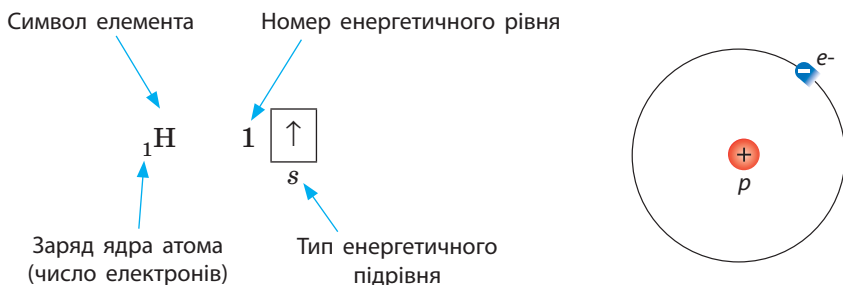 Символ елемента
Номер енергетичного рівня
e-
₁H 1 ↑
s
+
p
Заряд ядра атома
(число електронів)
Тип енергетичного
підрівня